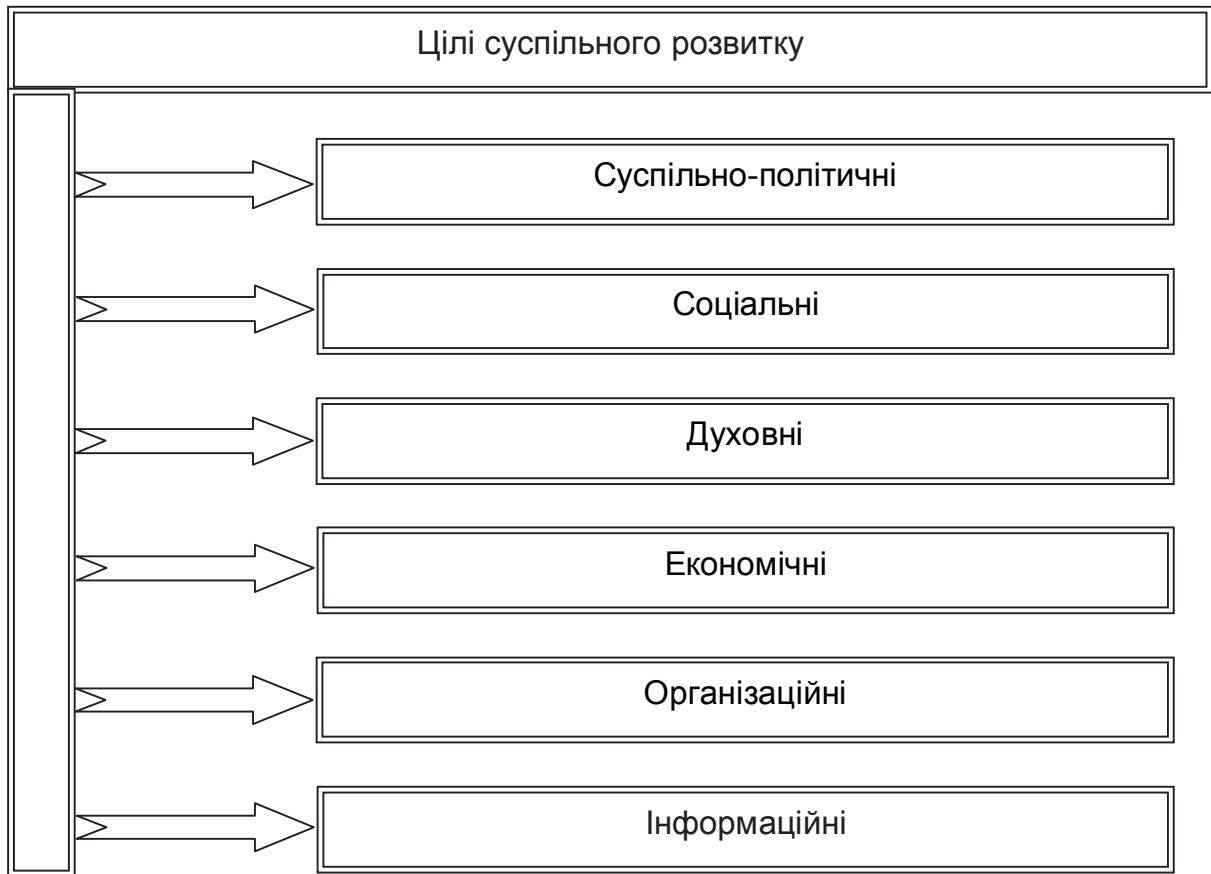 Цілі суспільного розвитку
Суспільно-політичні
Соціальні
Духовні
Економічні
Організаційні
Інформаційні